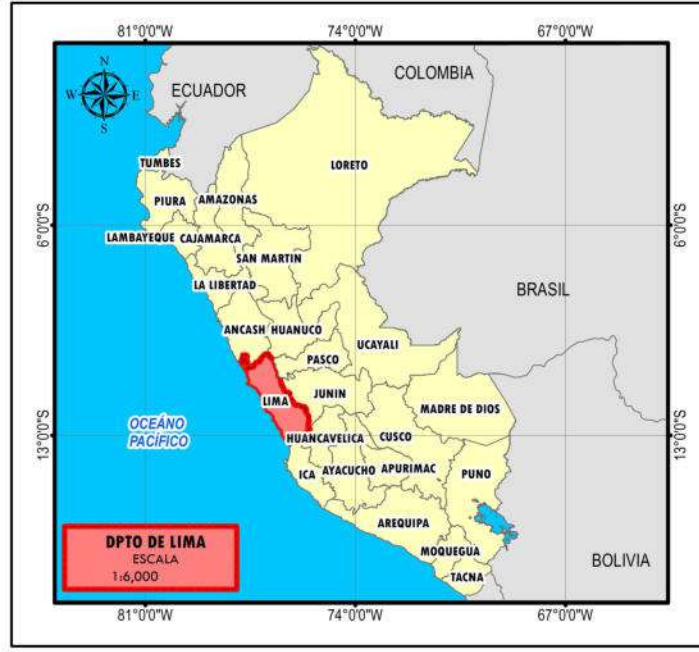 81°0'0"W 74°0'0"W 67°0'0"W
N
W E
S
COLOMBIA
ECUADOR
TUMBES
LORETO
PIURA AMAZONAS
6°0'0"S 6°0'0"S
LAMBAYEQUE CAJAMARCA
SAN MARTIN
LA LIBERTAD
BRASIL
ANCASH HUANUCO
UCAYALI
PASCO
JUNIN
LIMA
MADRE DE DIOS
OCEÁNO
PACÍFICO
13°0'0"S 13°0'0"S
HUANCAVELICA CUSCO
ICA AYACUCHO APURIMAC PUNO
AREQUIPA
DPTO DE LIMA
ESCALA
1:6,000
MOQUEGUA
BOLIVIA
TACNA
81°0'0"W 74°0'0"W 67°0'0"W